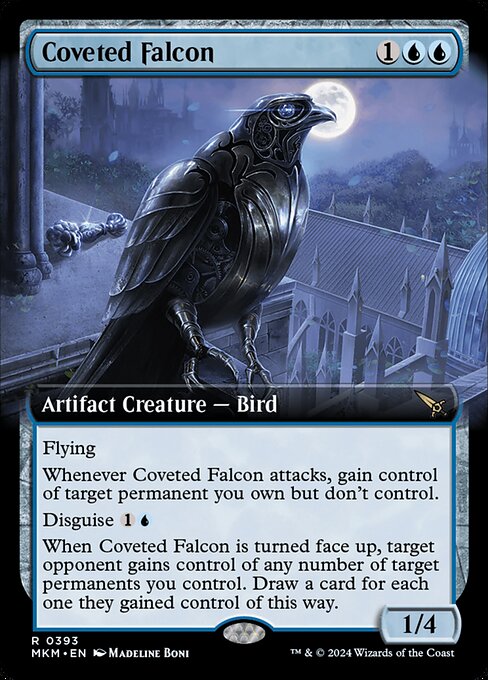 Coveted Falcon 1
Artifact Creature — Bird
Flying
Whenever Coveted Falcon attacks, gain control
of target permanent you own but don't control.
Disguise 1
When Coveted Falcon is turned face up, target
opponent gains control of any number of target
permanents you control. Draw a card for each
one they gained control of this way.
1/4
R 0393
MKM • EN Madeline Boni
™ & © 2024 Wizards of the Coast